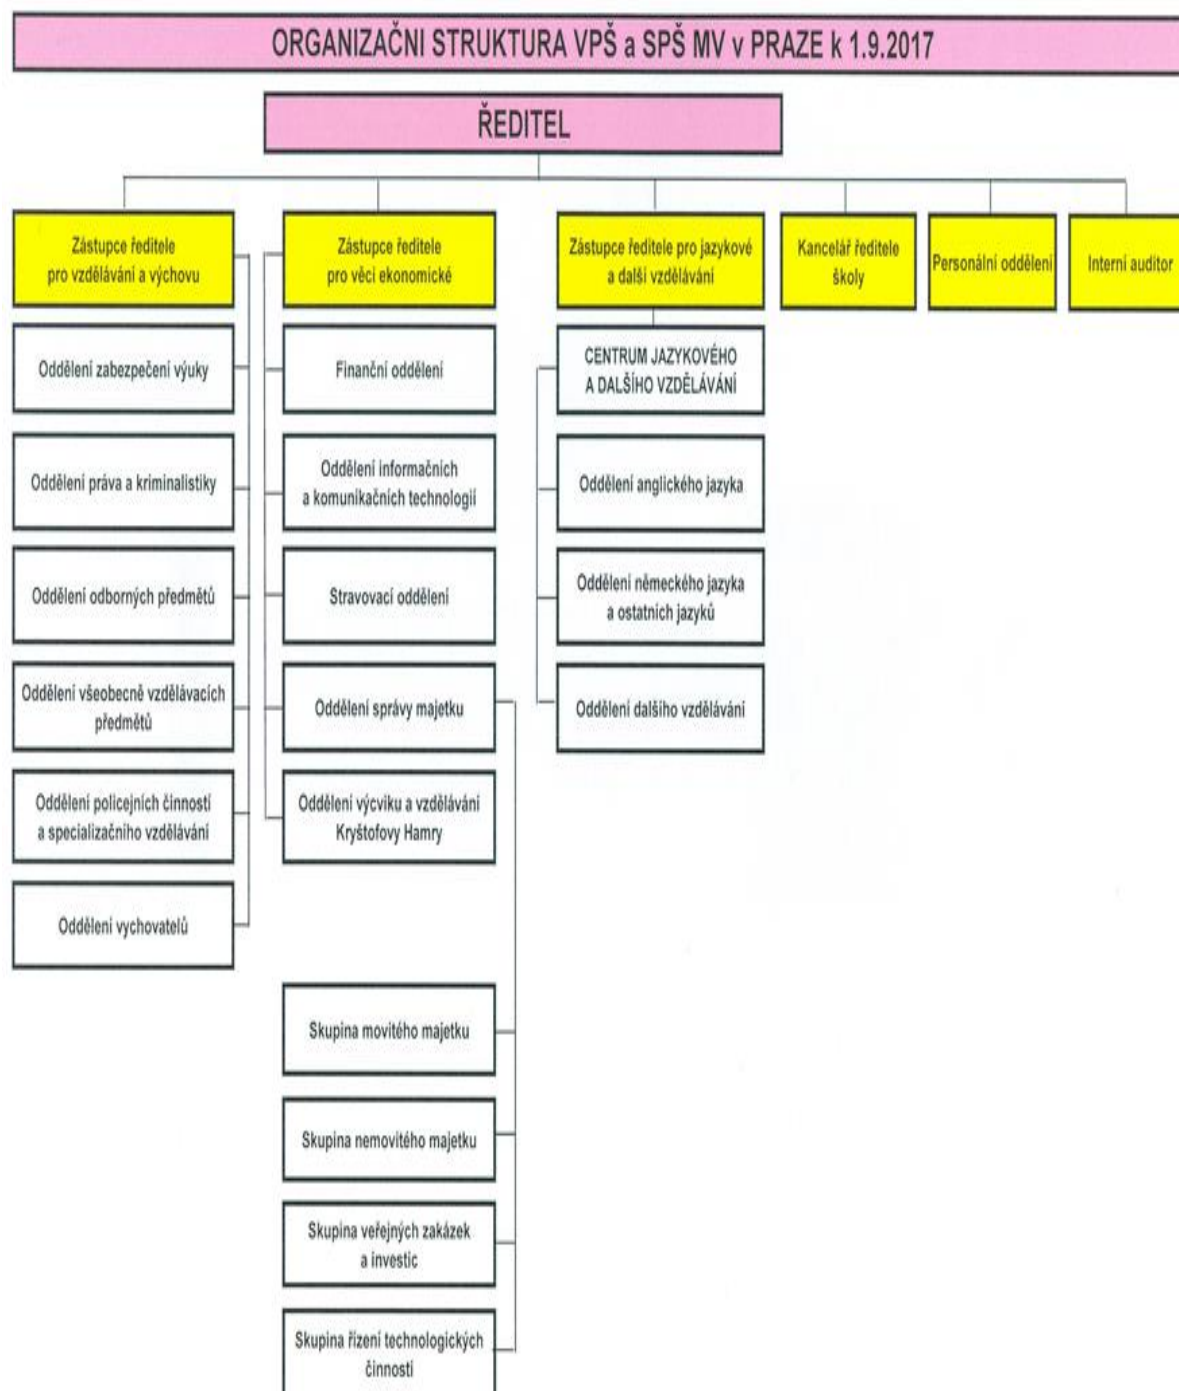 ORGANIZAČNI STRUKTURA VPŠ a SPŠ MV v PRAZE k 1.9.2017
ŘEDITEL
Zástupce ředitele
pro vzdělávání a výchovu
Zástupce ředitele
pro věci ekonomické
Zástupce ředitele pro jazykové
a další vzdělávání
Kancelář ředitele
školy
Personální oddělení
Interní auditor
Oddělení zabezpečení výuky
Oddělení práva a kriminalistiky
Oddělení odborných předmětů
Oddělení všeobecně vzdělávacích
předmětů
Oddělení policejních činností
a specializačního vzdělávání
Oddělení vychovatelů
Finanční oddělení
Oddělení informačních
a komunikačních technologií
Stravovací oddělení
Oddělení správy majetku
Oddělení výcviku a vzdělávání
Kryštofovy Hamry
Skupina movitého majetku
Skupina nemovitého majetku
Skupina veřejných zakázek
a investic
Skupina řízení technologických
činností
CENTRUM JAZYKOVÉHO
A DALŠÍHO VZDĚLÁVÁNÍ
Oddělení anglického jazyka
Oddělení německého jazyka
a ostatních jazyků
Oddělení dalšího vzdělávání